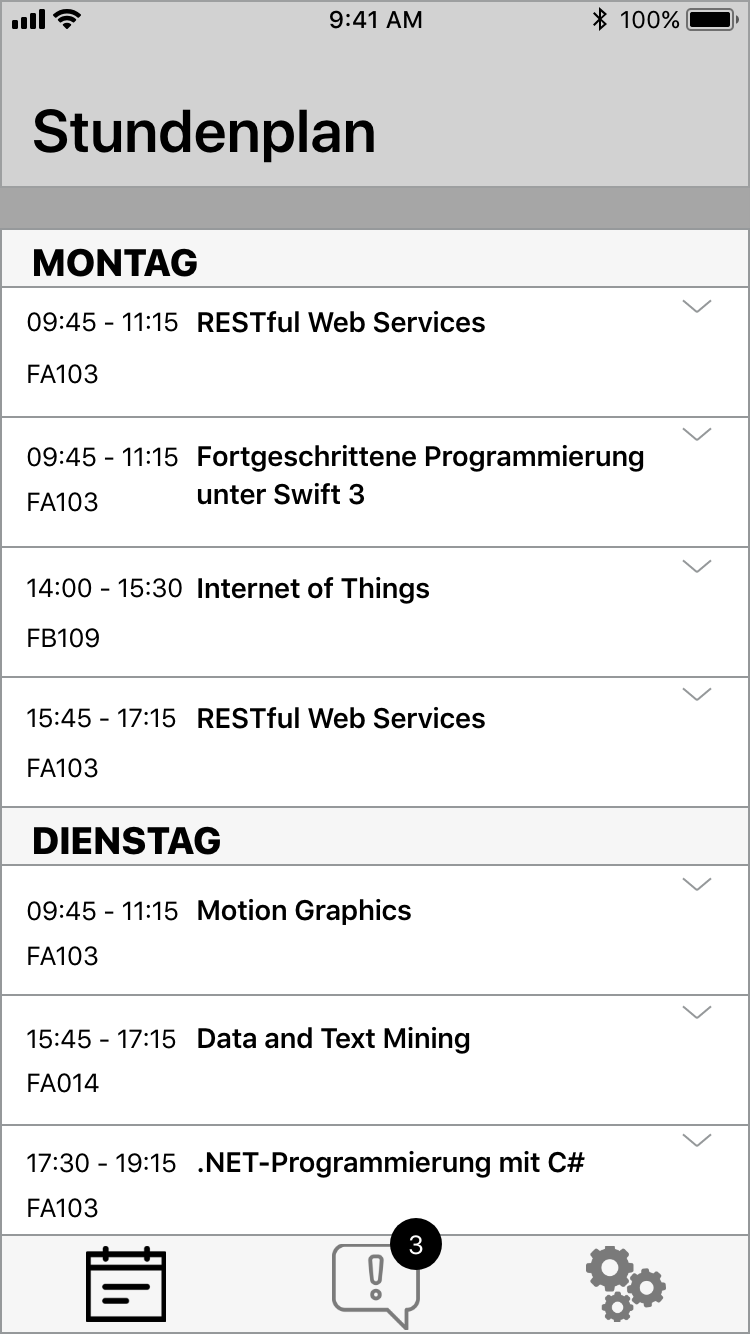 9:41 AM 100%
Stundenplan
MONTAG
09:45 - 11:15 RESTful Web Services
FA103
09:45 - 11:15 Fortgeschrittene Programmierung
FA103 unter Swift 3
14:00 - 15:30 Internet of Things
FB109
15:45 - 17:15 RESTful Web Services
FA103
DIENSTAG
09:45 - 11:15 Motion Graphics
FA103
15:45 - 17:15 Data and Text Mining
FA014
17:30 - 19:15 .NET-Programmierung mit C#
FA103
! 3